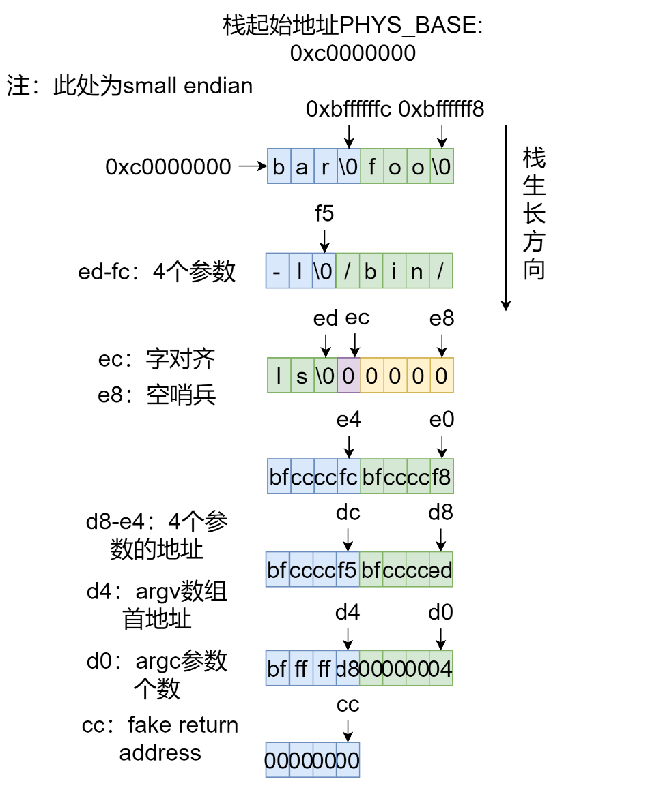 栈起始地址PHYS_BASE:
0xc0000000
注：此处为small endian
0xbffffffc 0xbffffff8
0xc0000000
b a r \0 f o o \0
栈生长方向
f5
ed-fc：4个参数
- l \0 / b i n /
ed ec e8
ec：字对齐
e8：空哨兵
l s \0 0 0 0 0 0
e4 e0
bf cc cc fc bf cc cc f8
d8-e4：4个参
数的地址
dc d8
bf cc cc f5 bf cc cc ed
d4：argv数组
首地址
d4 d0
d0：argc参数
个数
bf ff ff d8 00 00 00 04
cc：fake return
address
cc
00 00 00 00